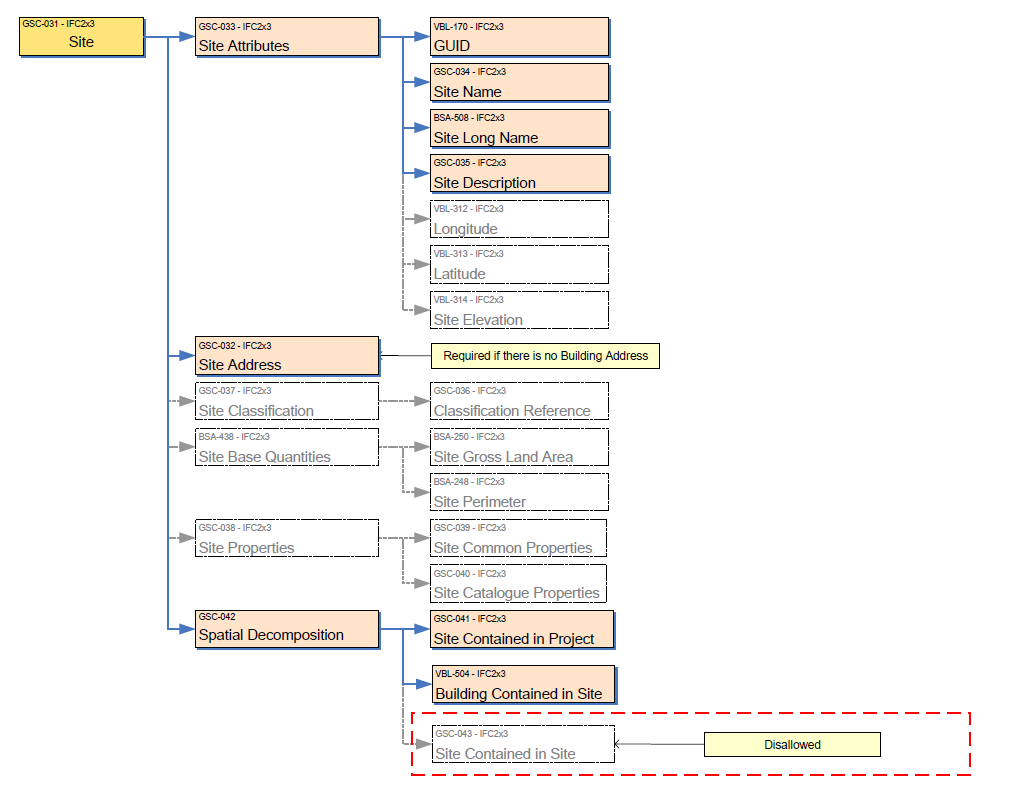 GSC-031 - IFC2x3
Site
GSC-033 - IFC2x3
Site Attributes
VBL-170 - IFC2x3
GUID
GSC-034 - IFC2x3
Site Name
BSA-508 - IFC2x3
Site Long Name
GSC-035 - IFC2x3
Site Description
VBL-312 - IFC2x3
Longitude
VBL-313 - IFC2x3
Latitude
VBL-314 - IFC2x3
Site Elevation
GSC-032 - IFC2x3
Site Address
Required if there is no Building Address
GSC-037 - IFC2x3
Site Classification
GSC-036 - IFC2x3
Classification Reference
BSA-438 - IFC2x3
Site Base Quantities
BSA-250 - IFC2x3
Site Gross Land Area
BSA-248 - IFC2x3
Site Perimeter
GSC-038 - IFC2x3
Site Properties
GSC-039 - IFC2x3
Site Common Properties
GSC-040 - IFC2x3
Site Catalogue Properties
GSC-042
Spatial Decomposition
GSC-041 - IFC2x3
Site Contained in Project
VBL-504 - IFC2x3
Building Contained in Site
GSC-043 - IFC2x3
Site Contained in Site
Disallowed